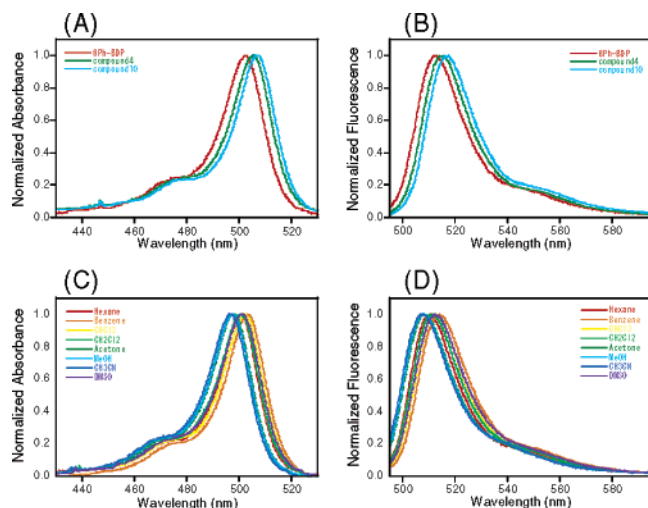 (A)
(B)
Normalized Absorbance
1.0
0.8
0.6
0.4
0.2
0.0
8Ph-BDP
compound4
compound10
440 460 480 500 520
Wavelength (nm)
Normalized Fluorescence
1.0
0.8
0.6
0.4
0.2
0.0
8Ph-BDP
compound4
compound10
500 520 540 560 580
Wavelength (nm)
(C)
(D)
Normalized Absorbance
1.0
0.8
0.6
0.4
0.2
0.0
Hexane
Benzene
CH2Cl2
Acetone
MeOH
CH3CN
DMSO
440 460 480 500 520
Wavelength (nm)
Normalized Fluorescence
1.0
0.8
0.6
0.4
0.2
0.0
Hexane
Benzene
CH2Cl2
Acetone
MeOH
CH3CN
DMSO
500 520 540 560 580
Wavelength (nm)